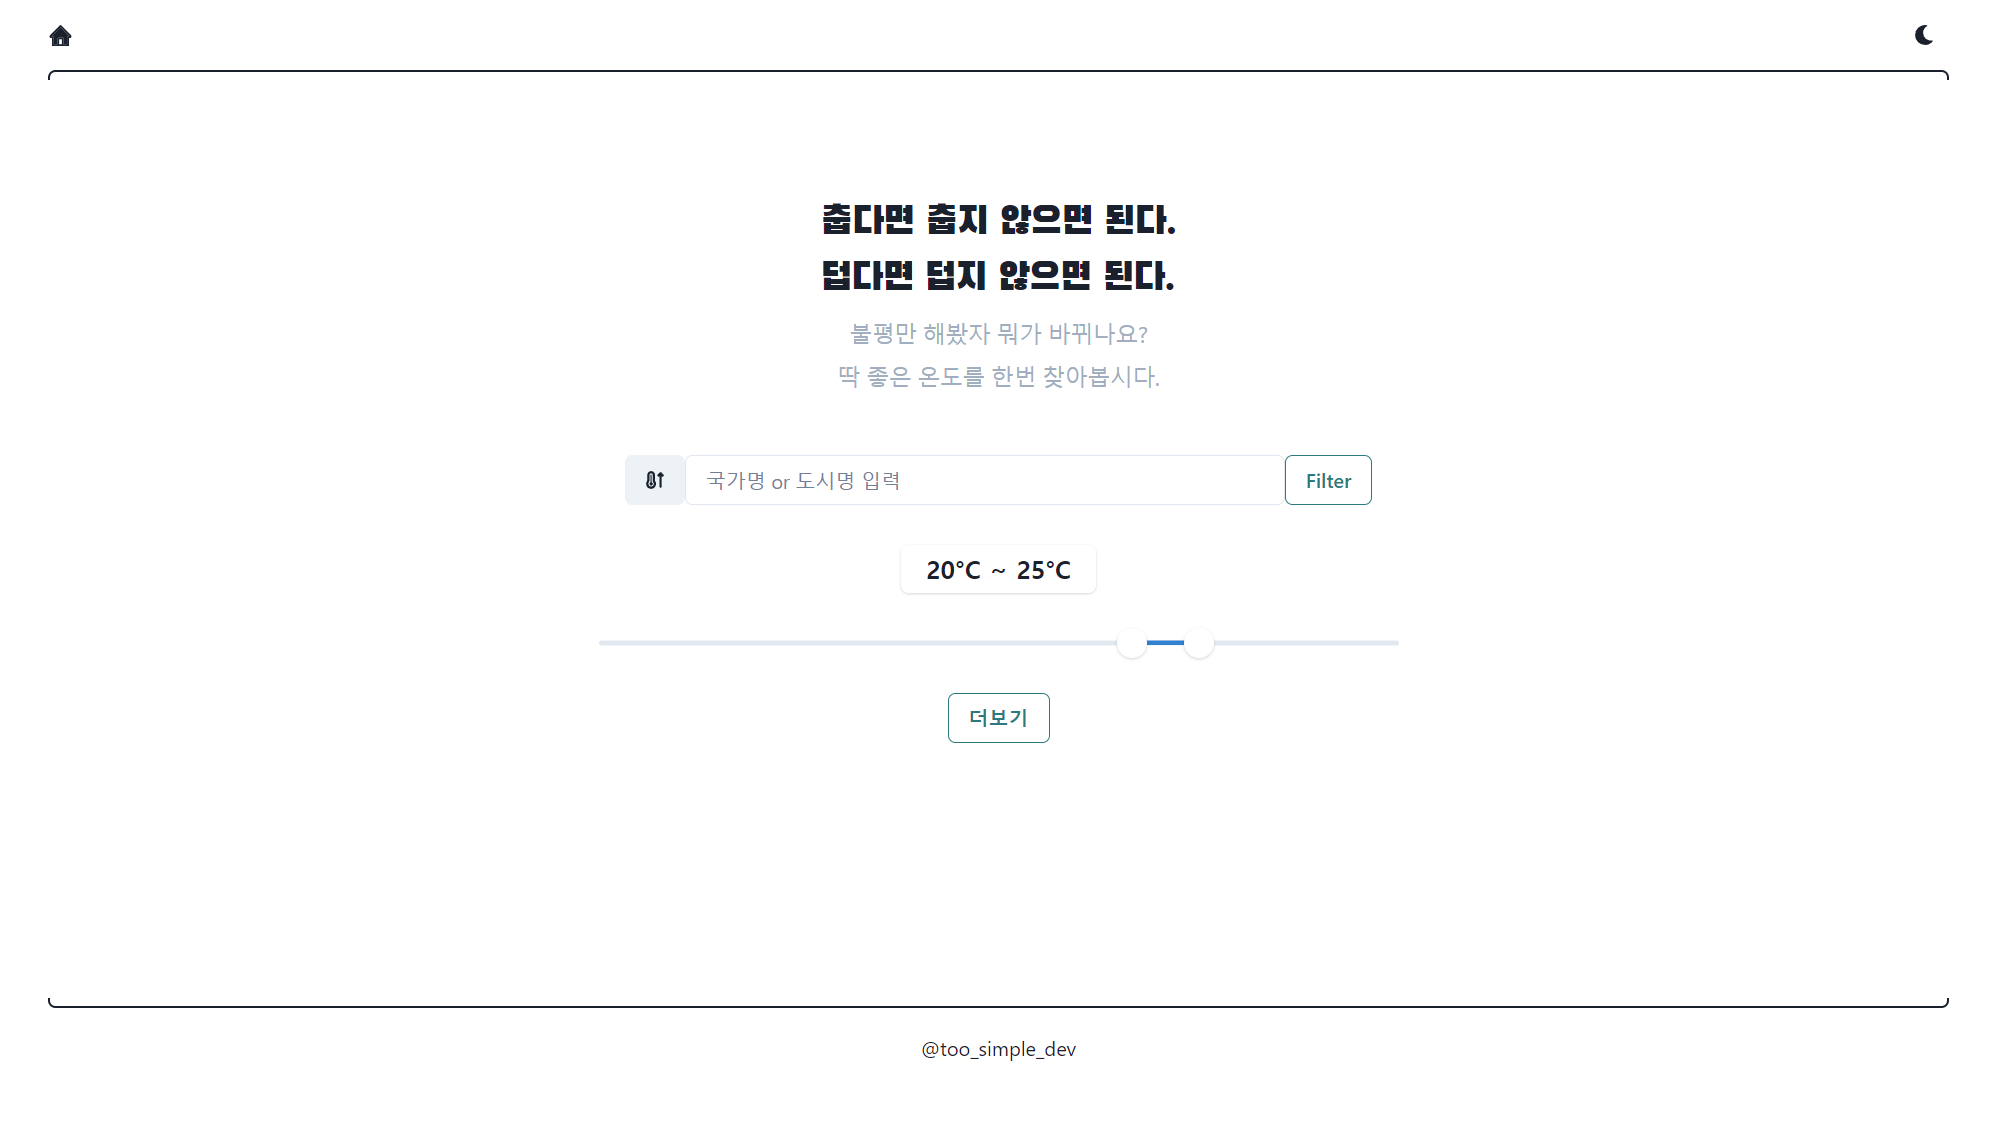 춥다면 춥지 않으면 된다.
덥다면 덥지 않으면 된다.
불평만 해봤자 뭐가 바뀌나요?
딱 좋은 온도를 한번 찾아봅시다.
국가명 or 도시명 입력
Filter
20°C ~ 25°C
더보기
@too_simple_dev